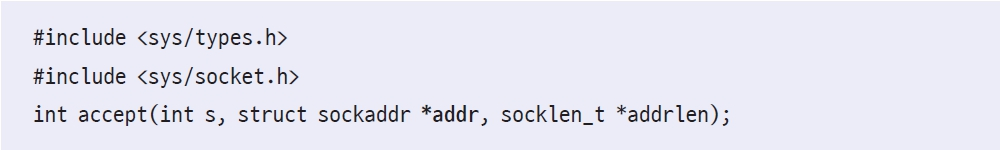 #include <sys/types.h>
#include <sys/socket.h>
int accept(int s, struct sockaddr *addr, socklen_t *addrlen);